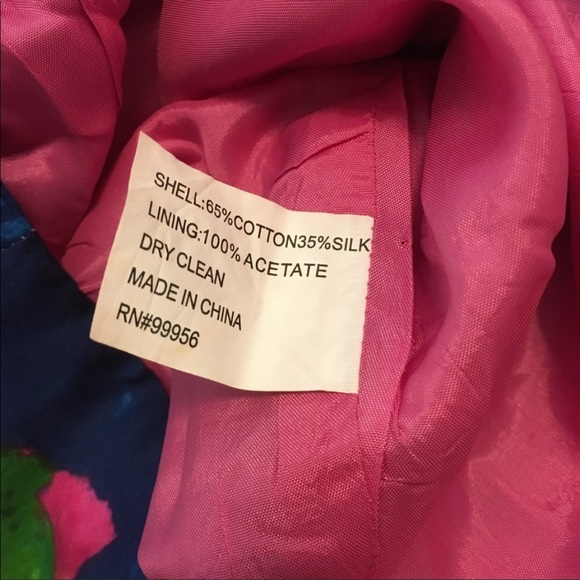 SHELL:65%COTTON35%SILK
LINING:100% ACETATE
DRY CLEAN
MADE IN CHINA
RN#99956